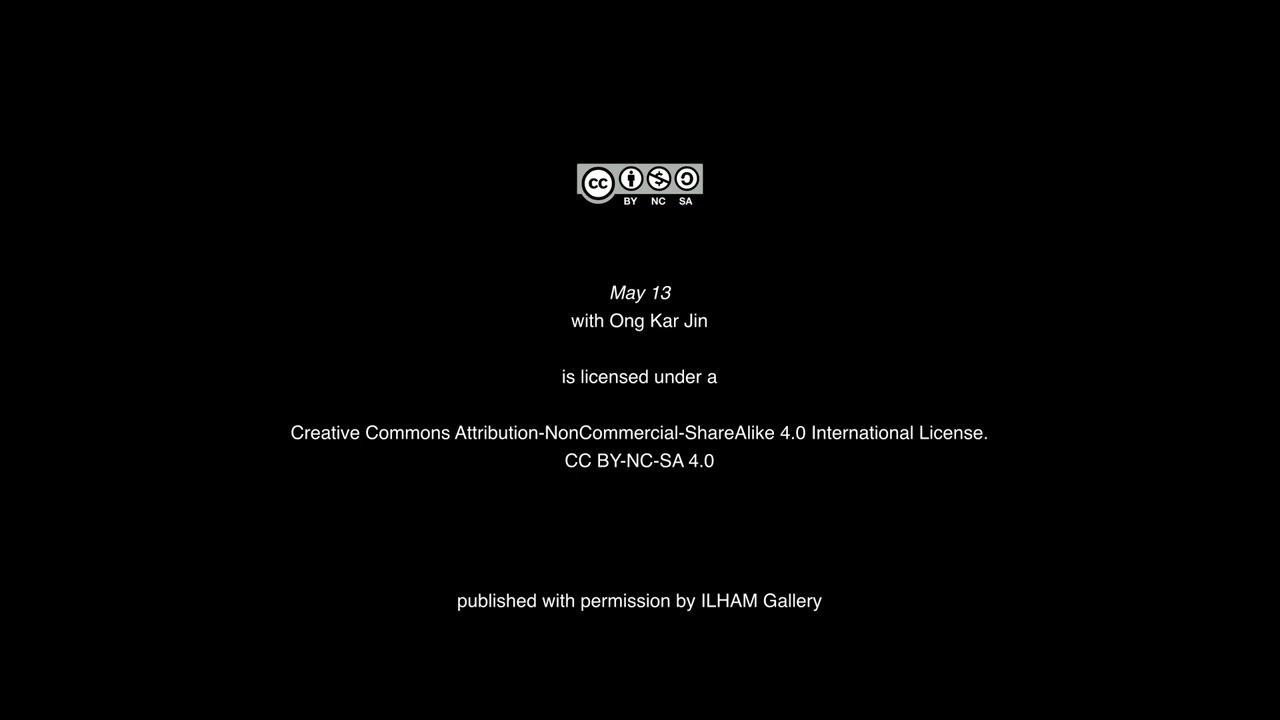 cc
BY NC SA
May 13
with Ong Kar Jin
is licensed under a
Creative Commons Attribution-NonCommercial-ShareAlike 4.0 International License.
CC BY-NC-SA 4.0
published with permission by ILHAM Gallery